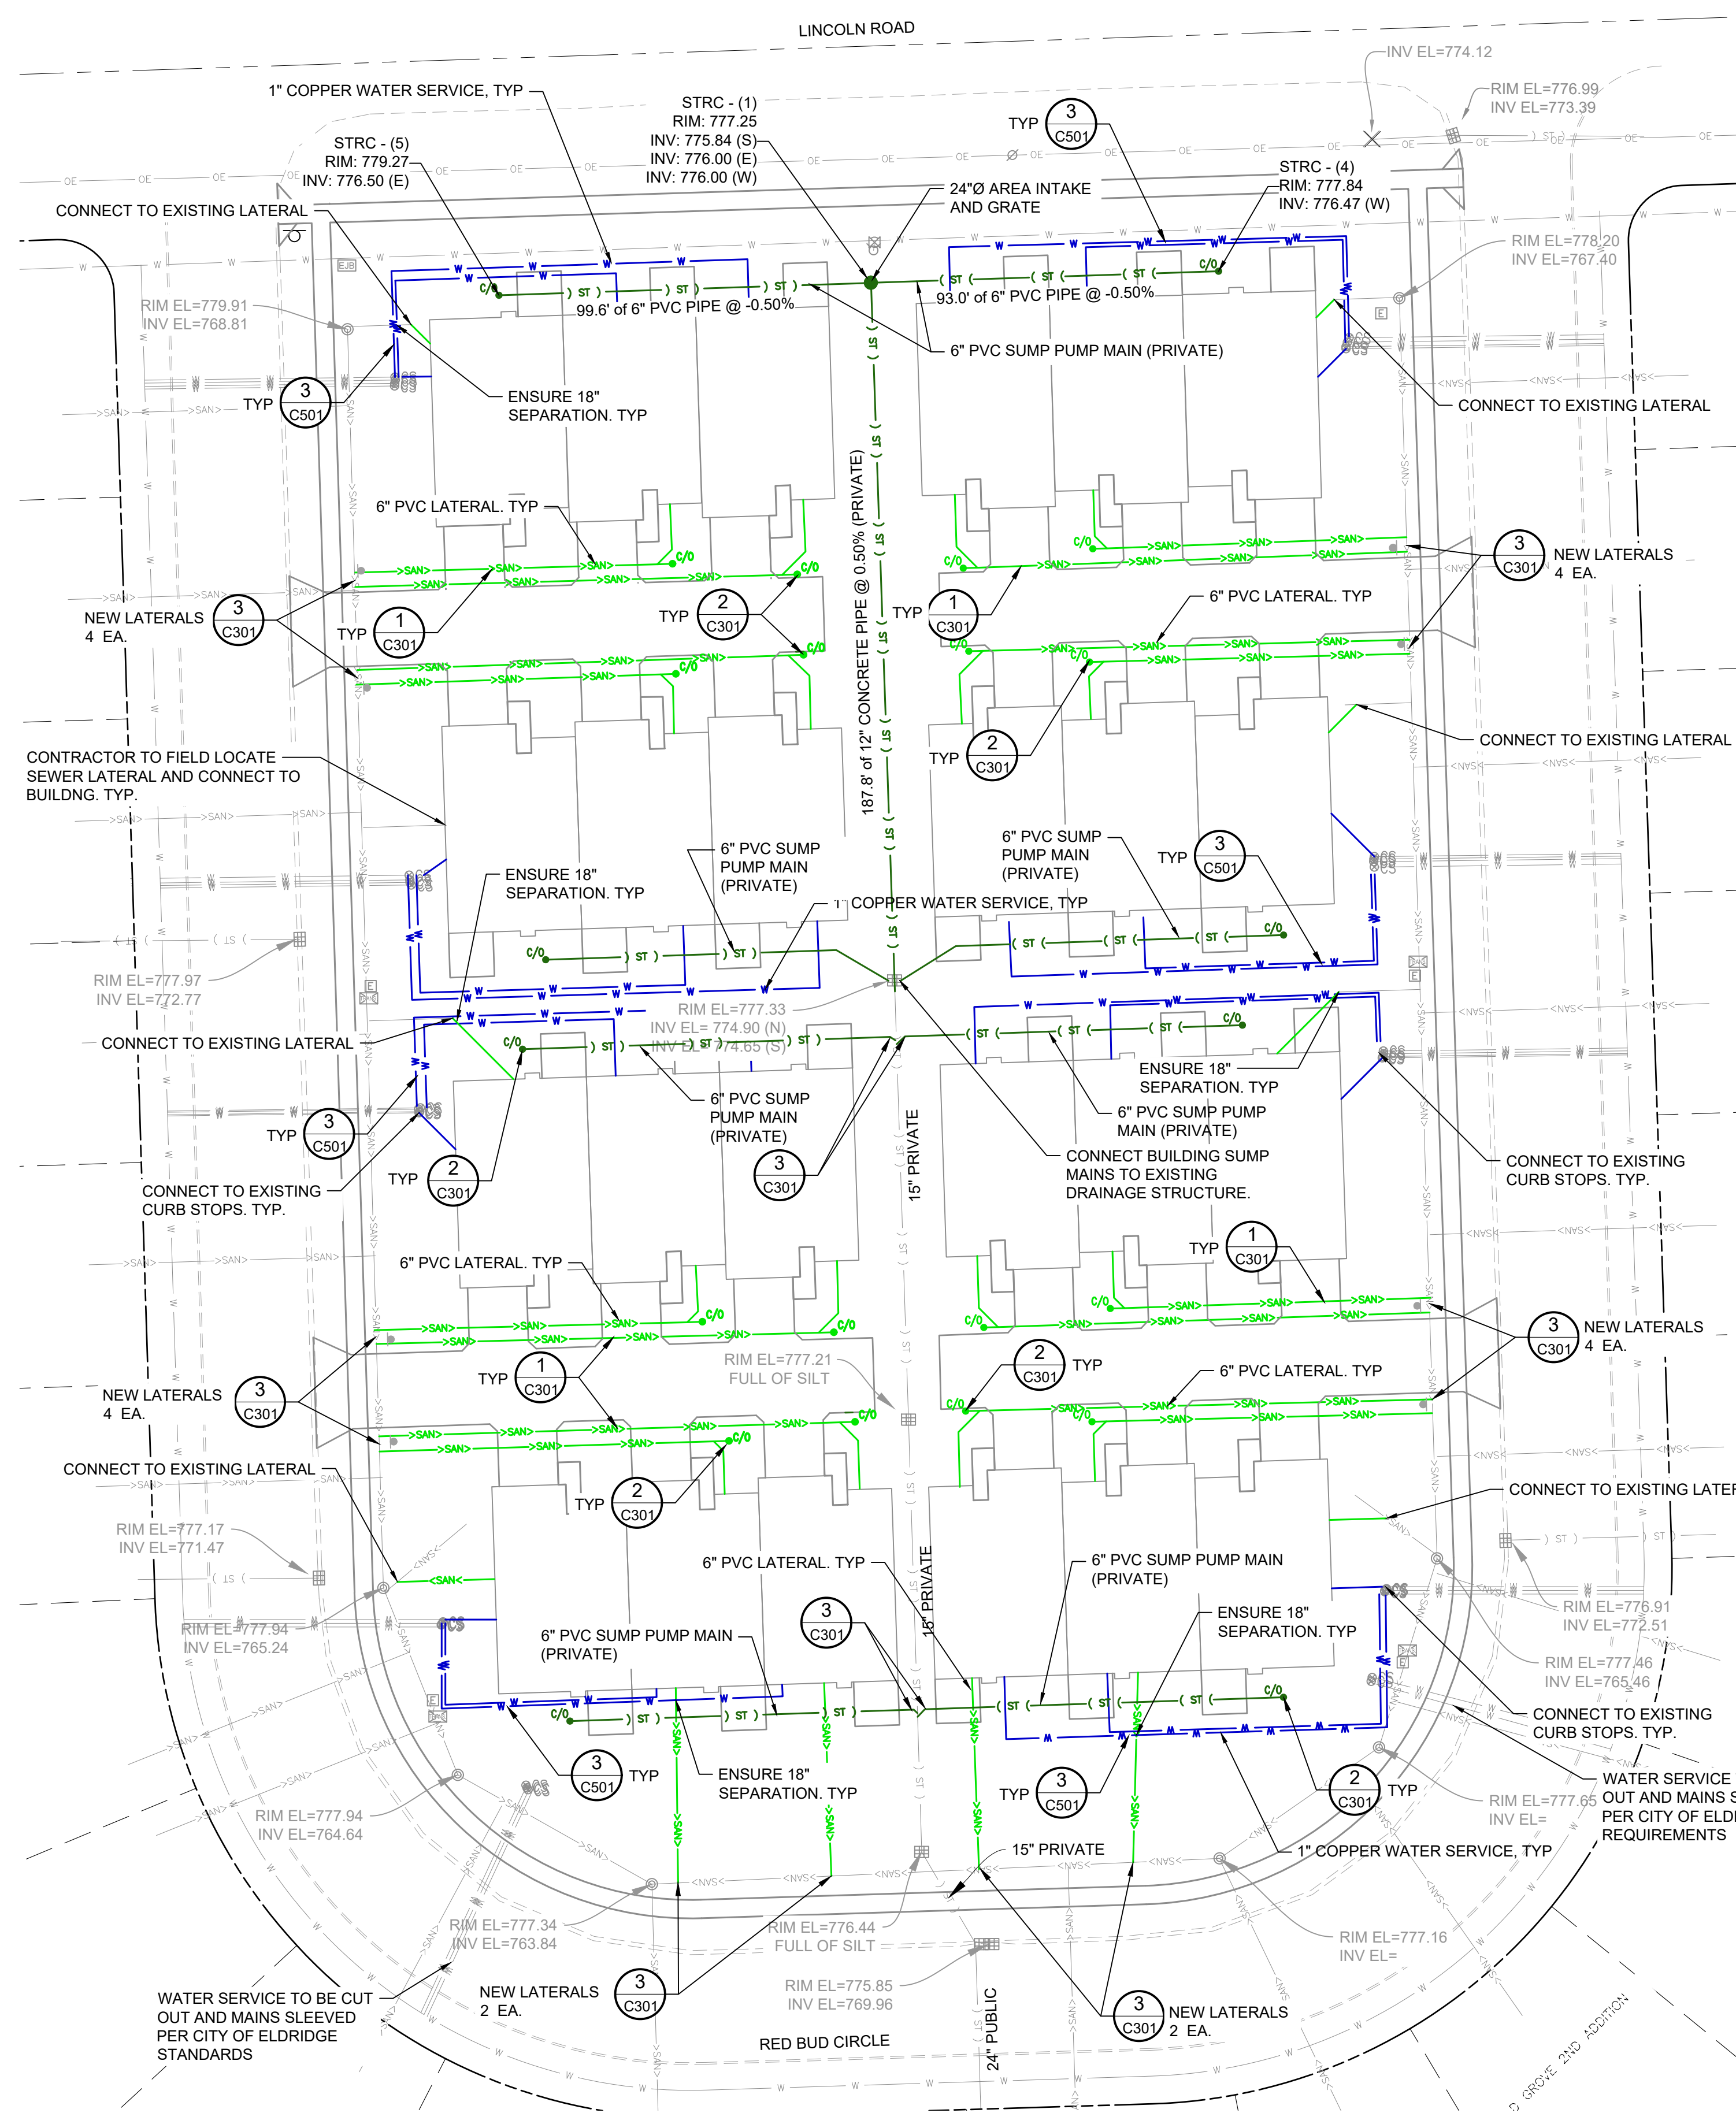 LINCOLN ROAD
INV EL=774.12
1" COPPER WATER SERVICE, TYP
RIM EL=776.99
INV EL=773.39
STRC - (1)
RIM: 777.25
INV: 775.84 (S)
INV: 776.00 (E)
INV: 776.00 (W)
TYP
3
C501
STRC - (5)
RIM: 779.27
INV: 776.50 (E)
STRC - (4)
RIM: 777.84
INV: 776.47 (W)
24"Ø AREA INTAKE
AND GRATE
CONNECT TO EXISTING LATERAL
RIM EL=778.20
INV EL=767.40
EJB
RIM EL=779.91
INV EL=768.81
C/O
C/O
99.6' of 6" PVC PIPE @ -0.50%
93.0' of 6" PVC PIPE @ -0.50%
E
6" PVC SUMP PUMP MAIN (PRIVATE)
TYP
3
C501
ENSURE 18"
SEPARATION. TYP
CONNECT TO EXISTING LATERAL
187.8' of 12" CONCRETE PIPE @ 0.50% (PRIVATE)
6" PVC LATERAL. TYP
C/O
C/O
C/O
C/O
3
C301
NEW LATERALS
4 EA.
NEW LATERALS
4 EA.
3
C301
TYP
1
C301
TYP
2
C301
TYP
1
C301
6" PVC LATERAL. TYP
C/O
C/O
C/O
C/O
TYP
2
C301
CONNECT TO EXISTING LATERAL
CONTRACTOR TO FIELD LOCATE
SEWER LATERAL AND CONNECT TO
BUILDNG. TYP.
6" PVC SUMP
PUMP MAIN
(PRIVATE)
6" PVC SUMP
PUMP MAIN
(PRIVATE)
TYP
3
C501
ENSURE 18"
SEPARATION. TYP
1" COPPER WATER SERVICE, TYP
C/O
C/O
RIM EL=777.97
INV EL=772.77
E
E
RIM EL=777.33
INV EL= 774.90 (N)
INV EL= 774.65 (S)
CONNECT TO EXISTING LATERAL
C/O
C/O
ENSURE 18"
SEPARATION. TYP
6" PVC SUMP
PUMP MAIN
(PRIVATE)
6" PVC SUMP PUMP
MAIN (PRIVATE)
TYP
3
C501
TYP
2
C301
3
C301
15" PRIVATE
CONNECT BUILDING SUMP
MAINS TO EXISTING
DRAINAGE STRUCTURE.
CONNECT TO EXISTING
CURB STOPS. TYP.
CONNECT TO EXISTING
CURB STOPS. TYP.
TYP
1
C301
6" PVC LATERAL. TYP
C/O
C/O
C/O
C/O
3
C301
NEW LATERALS
4 EA.
RIM EL=777.21
FULL OF SILT
TYP
1
C301
2
C301
TYP
6" PVC LATERAL. TYP
NEW LATERALS
4 EA.
3
C301
C/O
C/O
C/O
C/O
CONNECT TO EXISTING LATERAL
TYP
2
C301
CONNECT TO EXISTING LATER
RIM EL=777.17
INV EL=771.47
6" PVC LATERAL. TYP
15" PRIVATE
6" PVC SUMP PUMP MAIN
(PRIVATE)
RIM EL=776.91
INV EL=772.51
RIM EL=777.94
INV EL=765.24
6" PVC SUMP PUMP MAIN
(PRIVATE)
3
C301
ENSURE 18"
SEPARATION. TYP
RIM EL=777.46
INV EL=765.46
E
E
C/O
C/O
CONNECT TO EXISTING
CURB STOPS. TYP.
3
C501
TYP
ENSURE 18"
SEPARATION. TYP
TYP
3
C501
2
C301
TYP
WATER SERVICE
OUT AND MAINS S
PER CITY OF ELDI
REQUIREMENTS
RIM EL=777.94
INV EL=764.64
RIM EL=777.65
INV EL=
15" PRIVATE
1" COPPER WATER SERVICE, TYP
RIM EL=777.34
INV EL=763.84
RIM EL=776.44
FULL OF SILT
RIM EL=777.16
INV EL=
RIM EL=775.85
INV EL=769.96
WATER SERVICE TO BE CUT
OUT AND MAINS SLEEVED
PER CITY OF ELDRIDGE
STANDARDS
NEW LATERALS
2 EA.
3
C301
3
C301
NEW LATERALS
2 EA.
RED BUD CIRCLE
24" PUBLIC
GROVE 2ND ADDITION